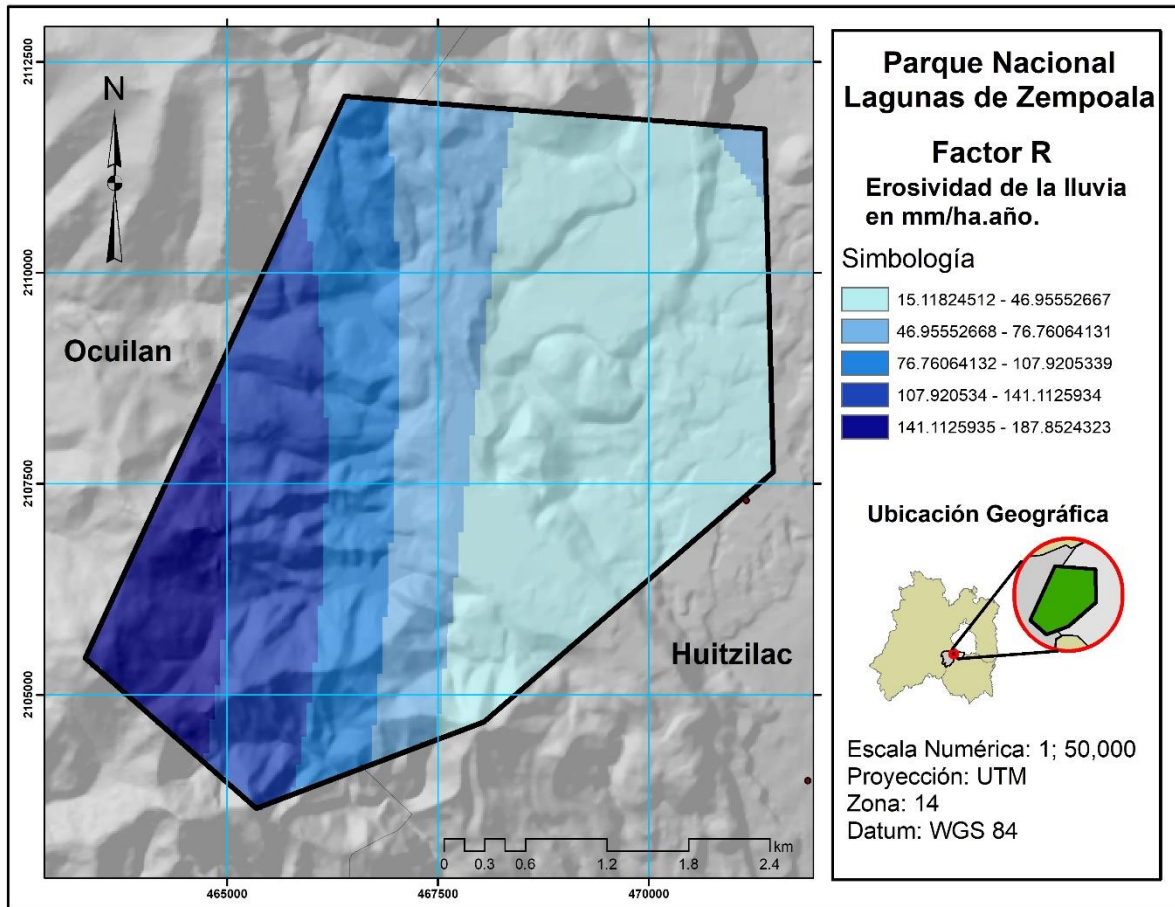 2112500
2110000
2107500
2105000
465000
467500
470000
N
Ocuilan
Huitzilac
km
0 0.3 0.6 1.2 1.8 2.4
Parque Nacional
Lagunas de Zempoala
Factor R
Erosividad de la lluvia
en mm/ha.año.
Simbología
15.11824512 - 46.95552667
46.95552668 - 76.76064131
76.76064132 - 107.9205339
107.920534 - 141.1125934
141.1125935 - 187.8524323
Ubicación Geográfica
Escala Numérica: 1; 50,000
Proyección: UTM
Zona: 14
Datum: WGS 84